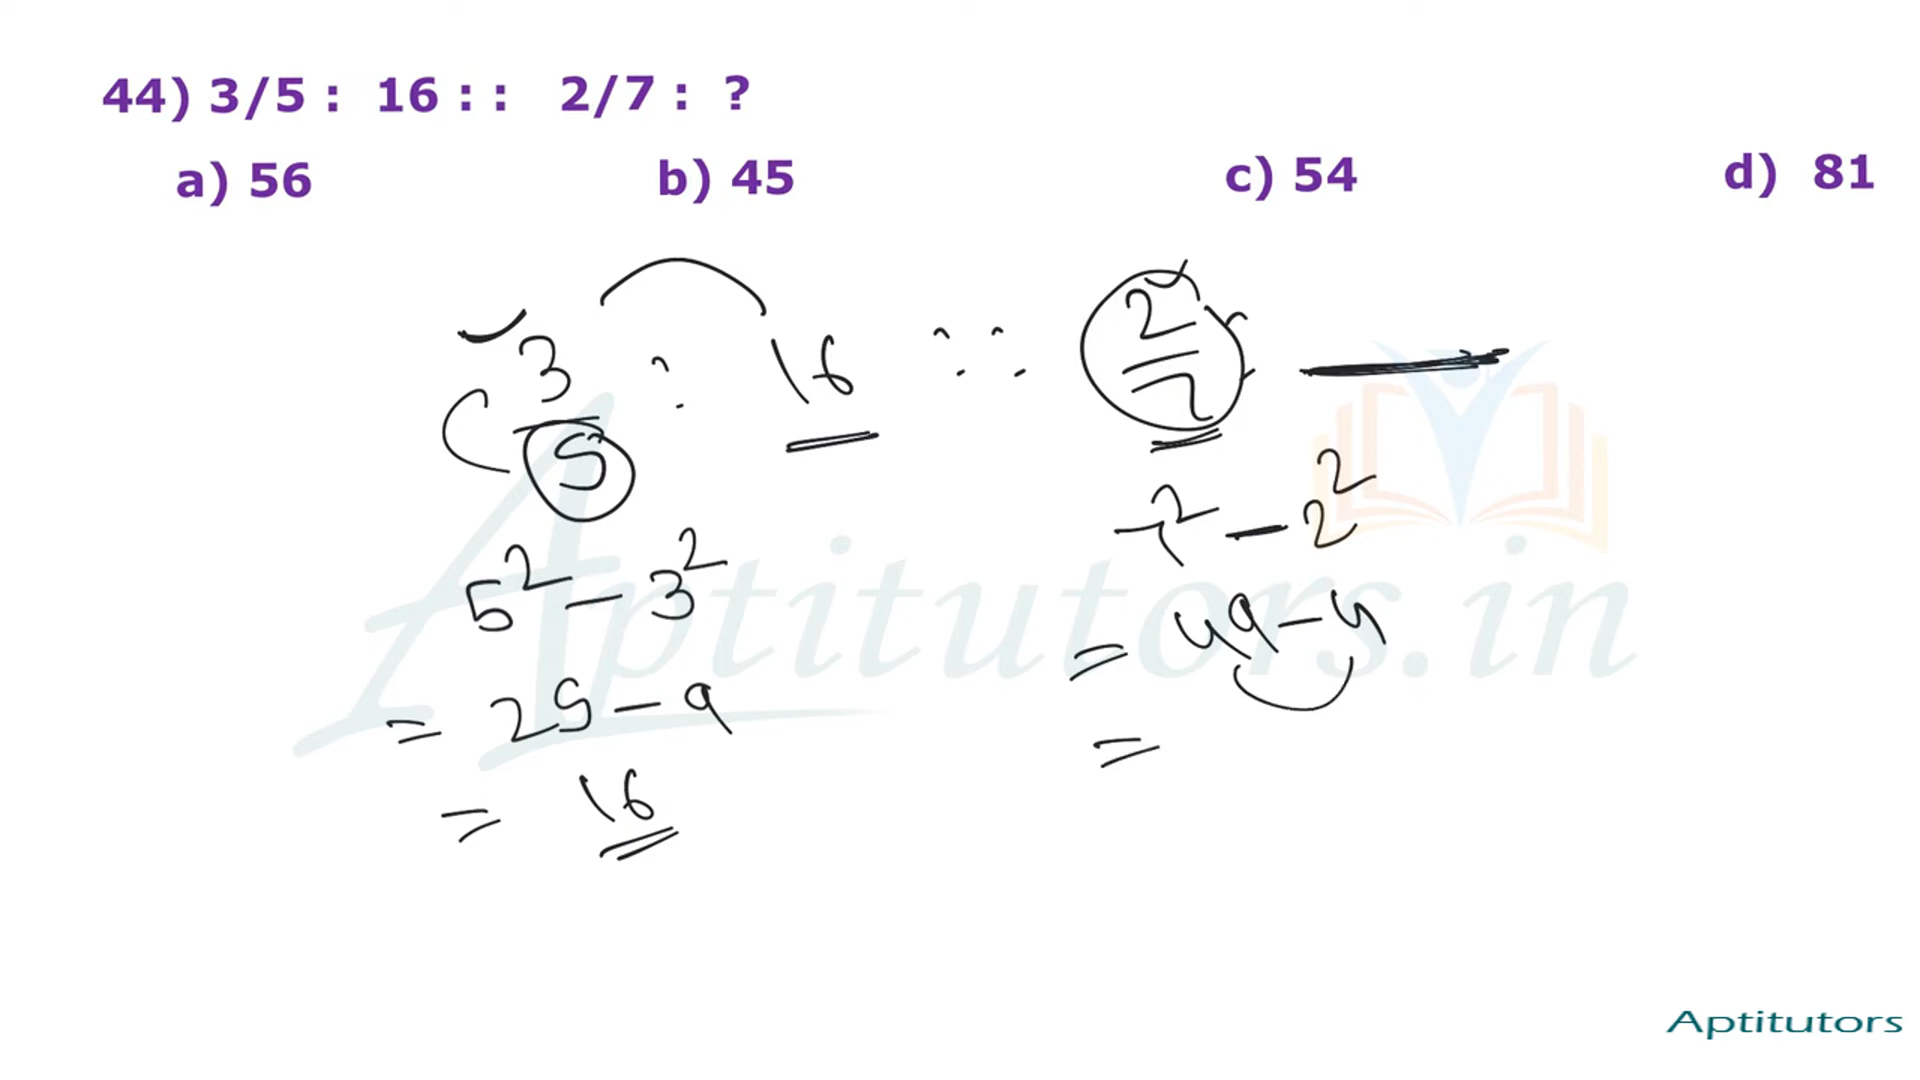 44) 3/5 : 16 : : 2/7 : ?
a) 56 b) 45 c) 54 d) 81
3/5 : 16 :: 2/7 :
5² – 3² 7² – 2²
= 25 – 9 = 49 – 4
= 16 =
Aptitutors.in
Aptitutors